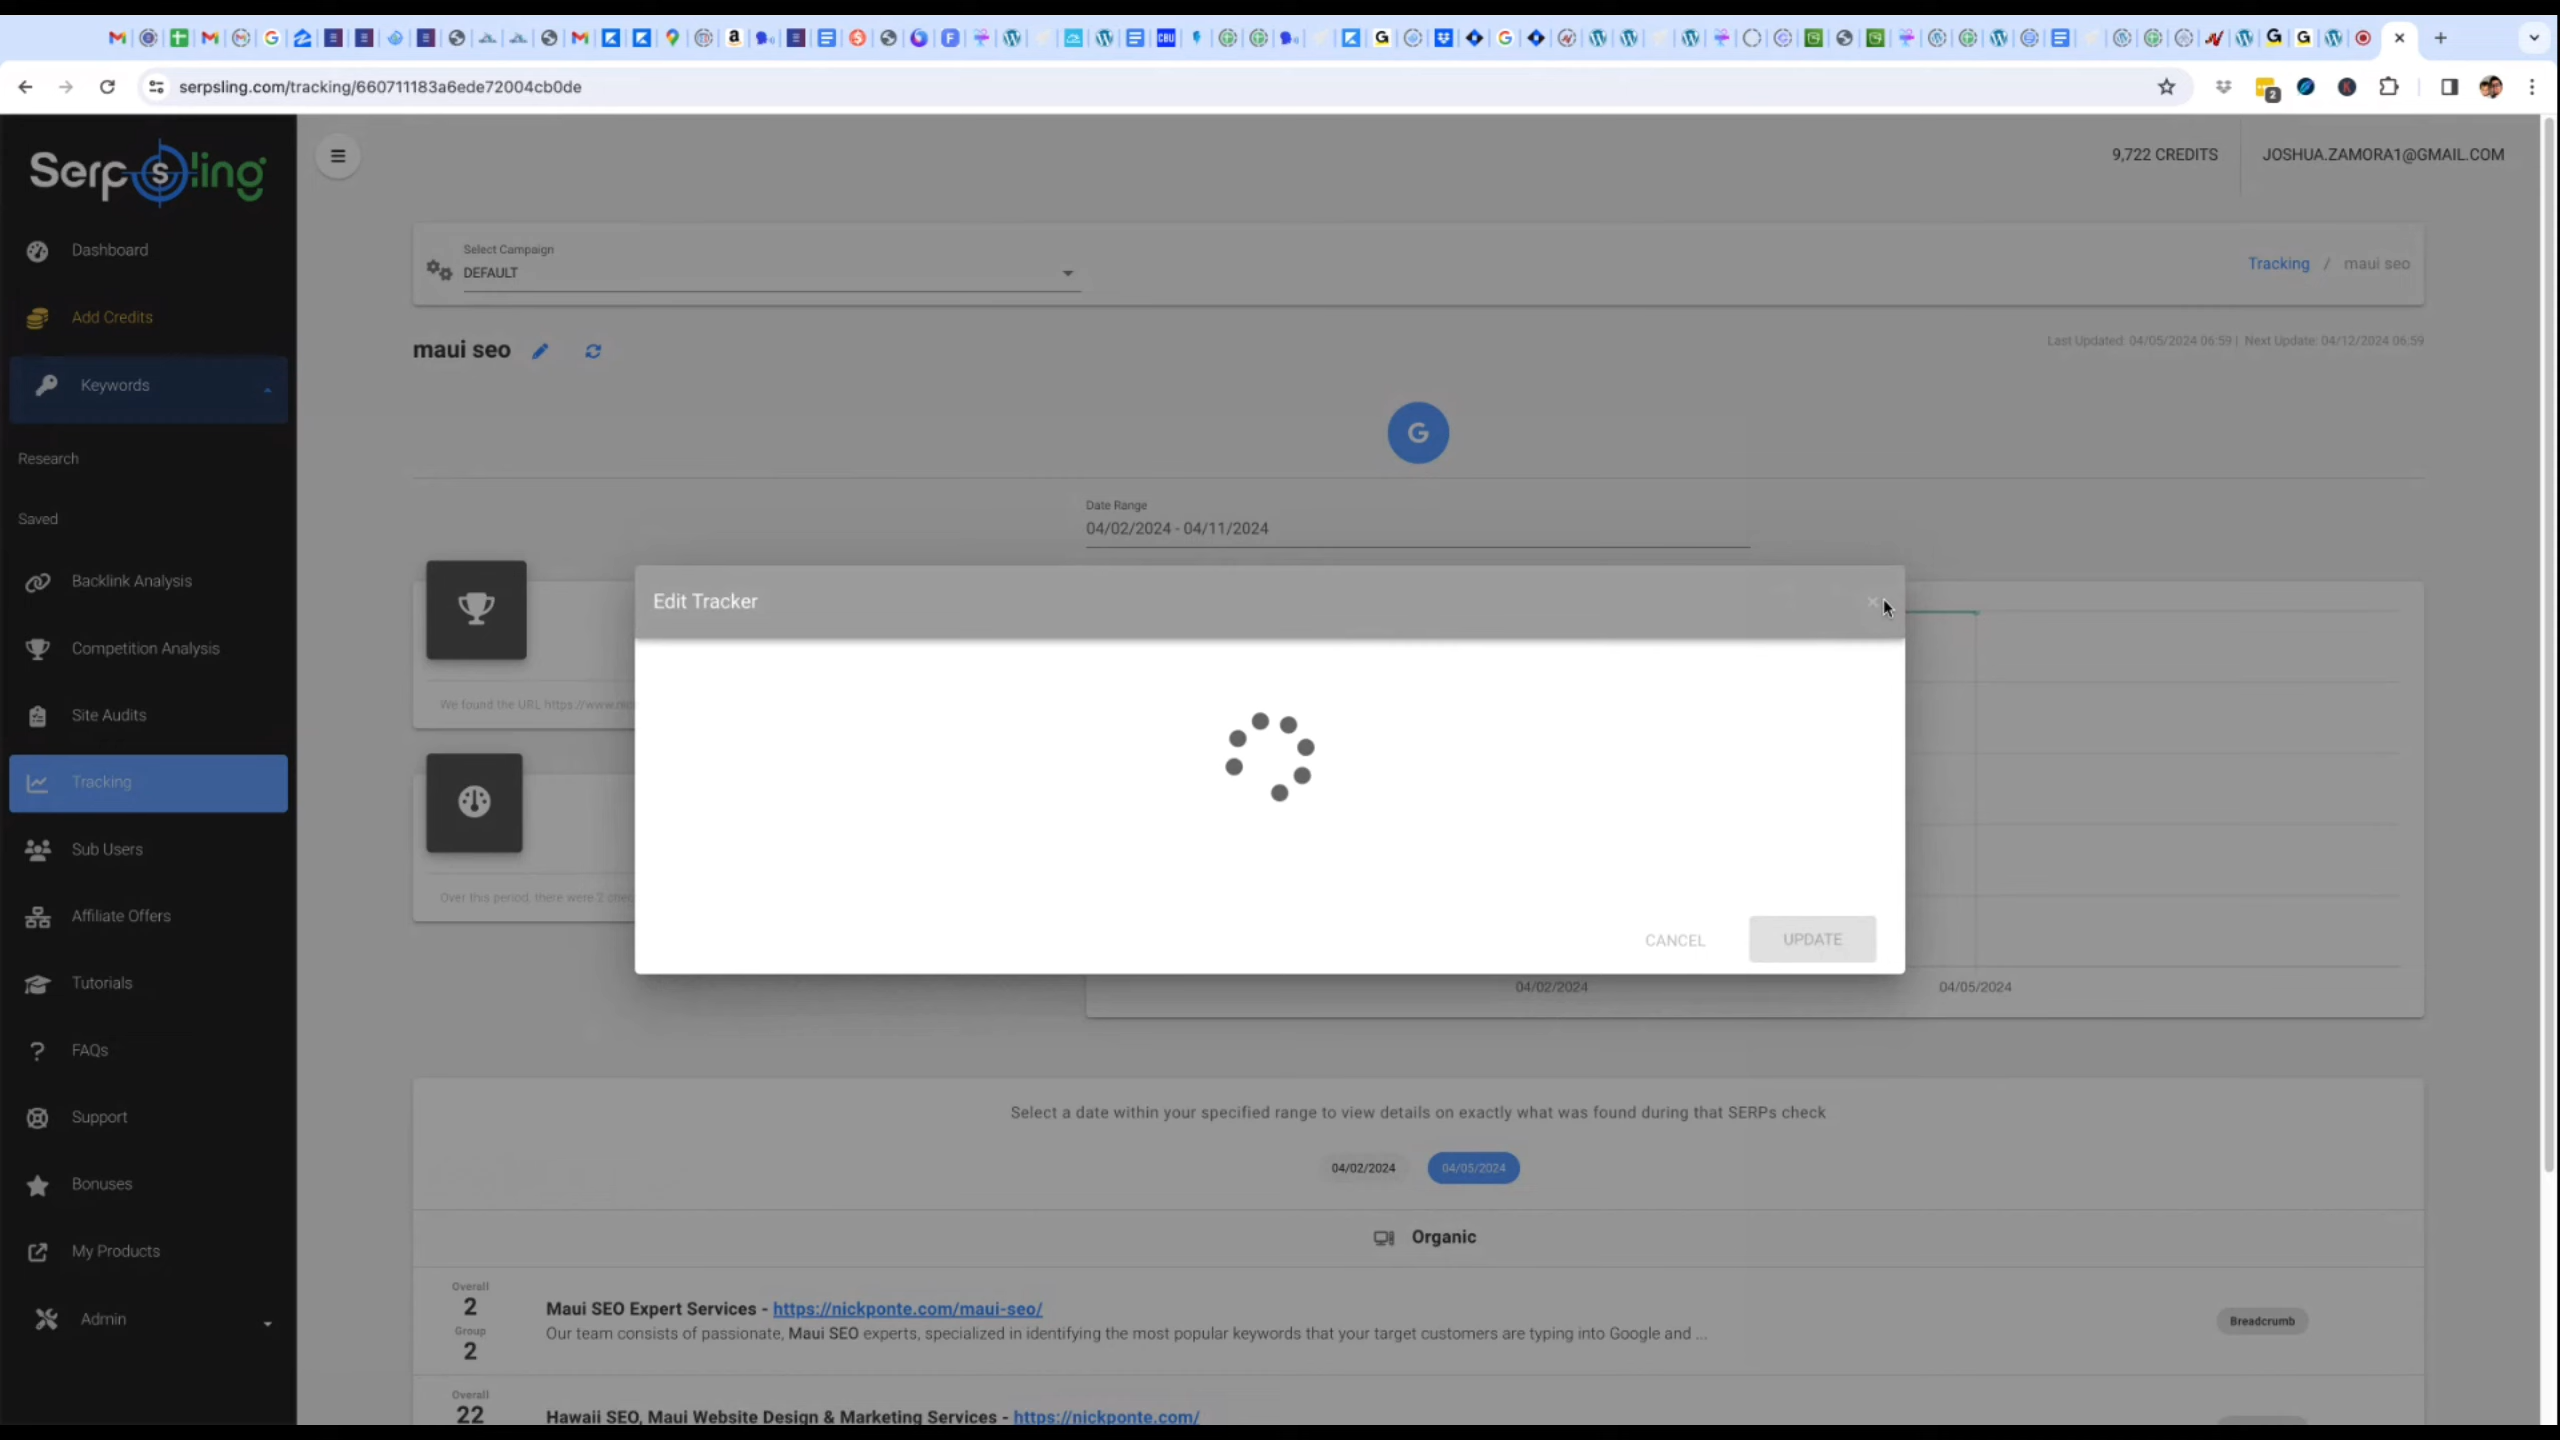 serpsling.com/tracking/660711183a6ede72004cb0de
2
Serpsling
9,722 CREDITS
JOSHUA.ZAMORA1@GMAIL.COM
Dashboard
Add Credits
Keywords
Research
Saved
Backlink Analysis
Competition Analysis
Site Audits
Tracking
Sub Users
Affiliate Offers
Tutorials
FAQs
Support
Bonuses
My Products
Admin
Select Campaign
DEFAULT
Tracking / maui seo
maui seo
Last Updated: 04/05/2024 06:59 | Next Update: 04/12/2024 06:59
G
Date Range
04/02/2024 - 04/11/2024
We found the URL https://www.
Over this period, there were 2
Edit Tracker
×
CANCEL
UPDATE
04/02/2024
04/05/2024
Select a date within your specified range to view details on exactly what was found during that SERPs check
04/02/2024
04/05/2024
Organic
Overall
2
Group
2
Maui SEO Expert Services - https://nickponte.com/maui-seo/
Our team consists of passionate, Maui SEO experts, specialized in identifying the most popular keywords that your target customers are typing into Google and ...
Breadcrumb
Overall
22
Hawaii SEO, Maui Website Design & Marketing Services - https://nickponte.com/